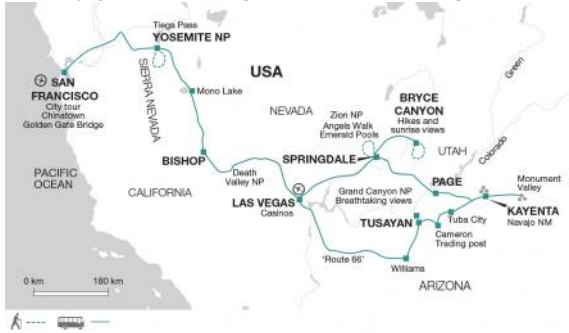 Tiega Pass
YOSEMITE NP
SAN
FRANCISCO
City tour
Chinatown
Golden Gate Bridge
SIERRA NEVADA
Mono Lake
USA
NEVADA
PACIFIC
OCEAN
BISHOP
CALIFORNIA
Death
Valley NP
LAS VEGAS
Casinos
Zion NP
Angels Walk
Emerald Pools
SPRINGDALE
BRYCE
CANYON
Hikes and
sunrise views
UTAH
Green
Colorado
Grand Canyon NP
Breathtaking views
PAGE
Monument
Valley
KAYENTA
Navajo NM
TUSAYAN
Tuba City
Cameron
Trading post
'Route 66'
Williams
ARIZONA
0 km
180 km